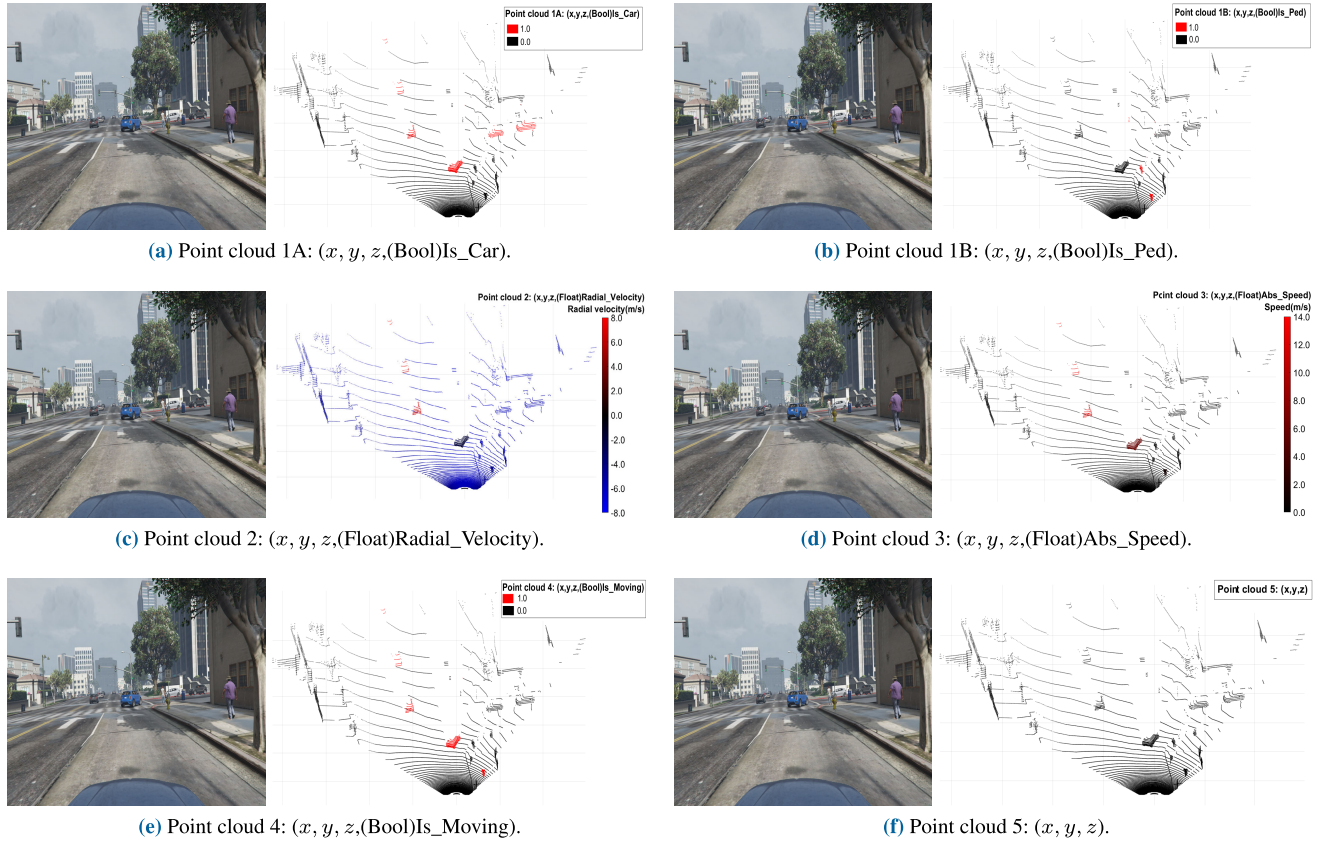 Point cloud 1A: (x,y,z,(Bool)Is_Car)
1.0
0.0
(a) Point cloud 1A: (x, y, z,(Bool)Is_Car).
Point cloud 1B: (x,y,z,(Bool)Is_Ped)
1.0
0.0
(b) Point cloud 1B: (x, y, z,(Bool)Is_Ped).
Point cloud 2: (x,y,z,(Float)Radial_Velocity)
Radial velocity(m/s)
8.0
6.0
4.0
2.0
0.0
-2.0
-4.0
-6.0
-8.0
(c) Point cloud 2: (x, y, z,(Float)Radial_Velocity).
Point cloud 3: (x,y,z,(Float)Abs_Speed)
Speed(m/s)
14.0
12.0
10.0
8.0
6.0
4.0
2.0
0.0
(d) Point cloud 3: (x, y, z,(Float)Abs_Speed).
Point cloud 4: (x,y,z,(Bool)Is_Moving)
1.0
0.0
(e) Point cloud 4: (x, y, z,(Bool)Is_Moving).
Point cloud 5: (x,y,z)
(f) Point cloud 5: (x, y, z).